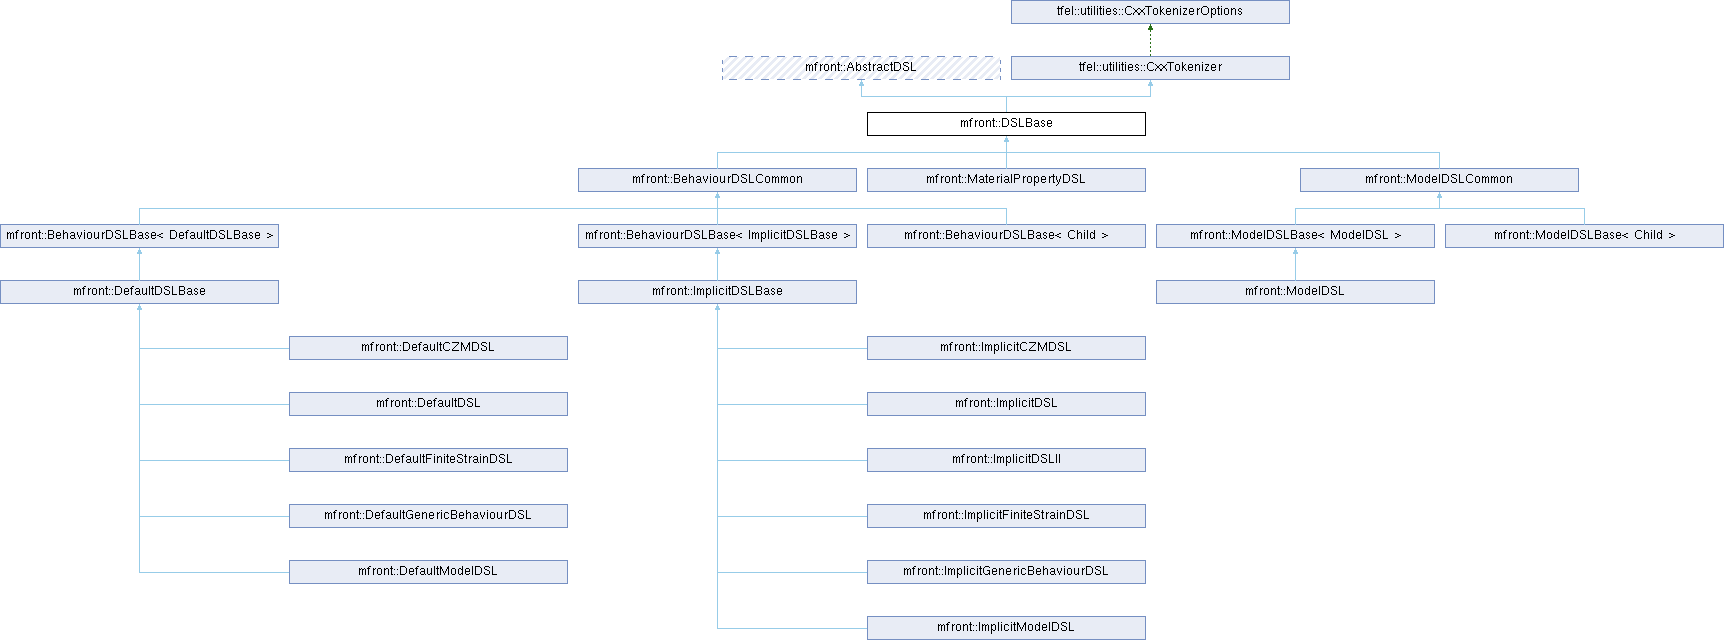 tfel::utilities::CxxTokenizerOptions
mfront::AbstractDSL
tfel::utilities::CxxTokenizer
mfront::DSLBase
mfront::BehaviourDSLCommon
mfront::MaterialPropertyDSL
mfront::ModelDSLCommon
mfront::BehaviourDSLBase< DefaultDSLBase >
mfront::BehaviourDSLBase< ImplicitDSLBase >
mfront::BehaviourDSLBase< Child >
mfront::ModelDSLBase< ModelDSL >
mfront::ModelDSLBase< Child >
mfront::DefaultDSLBase
mfront::ImplicitDSLBase
mfront::ModelDSL
mfront::DefaultCZMDSL
mfront::ImplicitCZMDSL
mfront::DefaultDSL
mfront::ImplicitDSL
mfront::DefaultFiniteStrainDSL
mfront::ImplicitDSLII
mfront::DefaultGenericBehaviourDSL
mfront::ImplicitFiniteStrainDSL
mfront::DefaultModelDSL
mfront::ImplicitGenericBehaviourDSL
mfront::ImplicitModelDSL